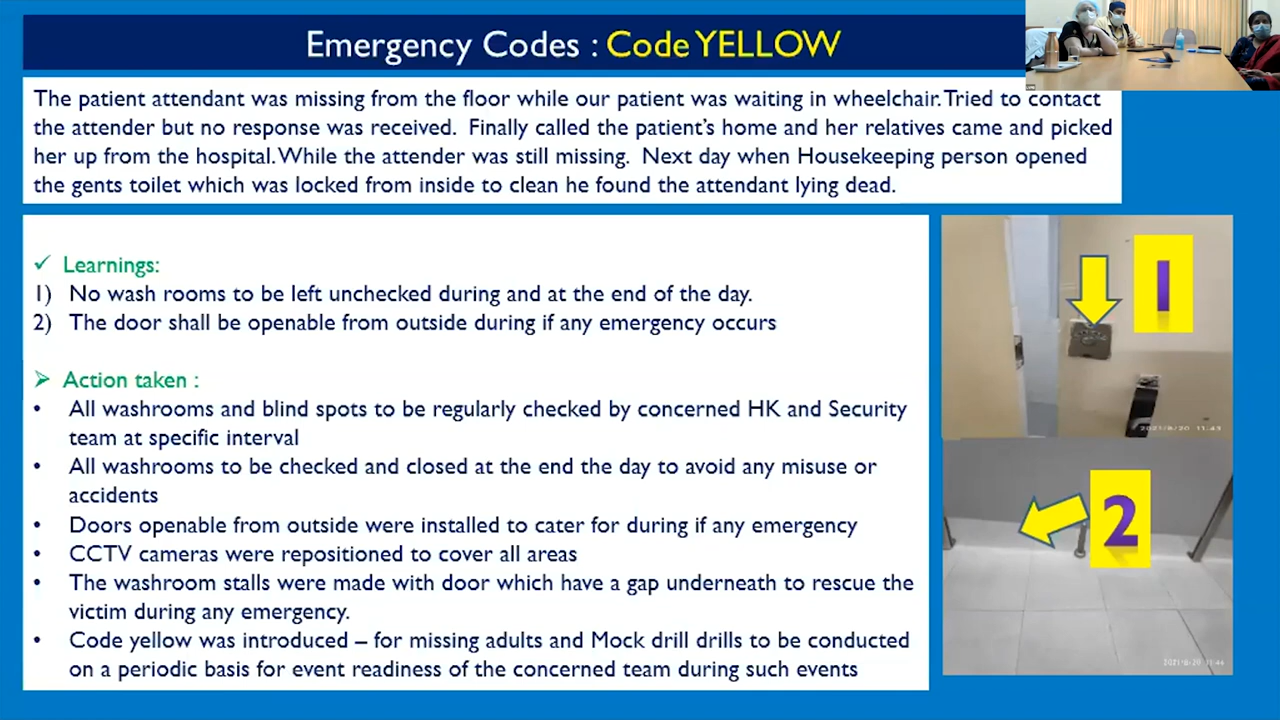 Emergency Codes : Code YELLOW
The patient attendant was missing from the floor while our patient was waiting in wheelchair. Tried to contact
the attender but no response was received. Finally called the patient's home and her relatives came and picked
her up from the hospital. While the attender was still missing. Next day when Housekeeping person opened
the gents toilet which was locked from inside to clean he found the attendant lying dead.
✓ Learnings:
1) No wash rooms to be left unchecked during and at the end of the day.
2) The door shall be openable from outside during if any emergency occurs
➢ Action taken :
• All washrooms and blind spots to be regularly checked by concerned HK and Security
team at specific interval
• All washrooms to be checked and closed at the end the day to avoid any misuse or
accidents
• Doors openable from outside were installed to cater for during if any emergency
• CCTV cameras were repositioned to cover all areas
• The washroom stalls were made with door which have a gap underneath to rescue the
victim during any emergency.
• Code yellow was introduced – for missing adults and Mock drill drills to be conducted
on a periodic basis for event readiness of the concerned team during such events
1
2021/8/20 11:43
2
2021/8/20 11:44